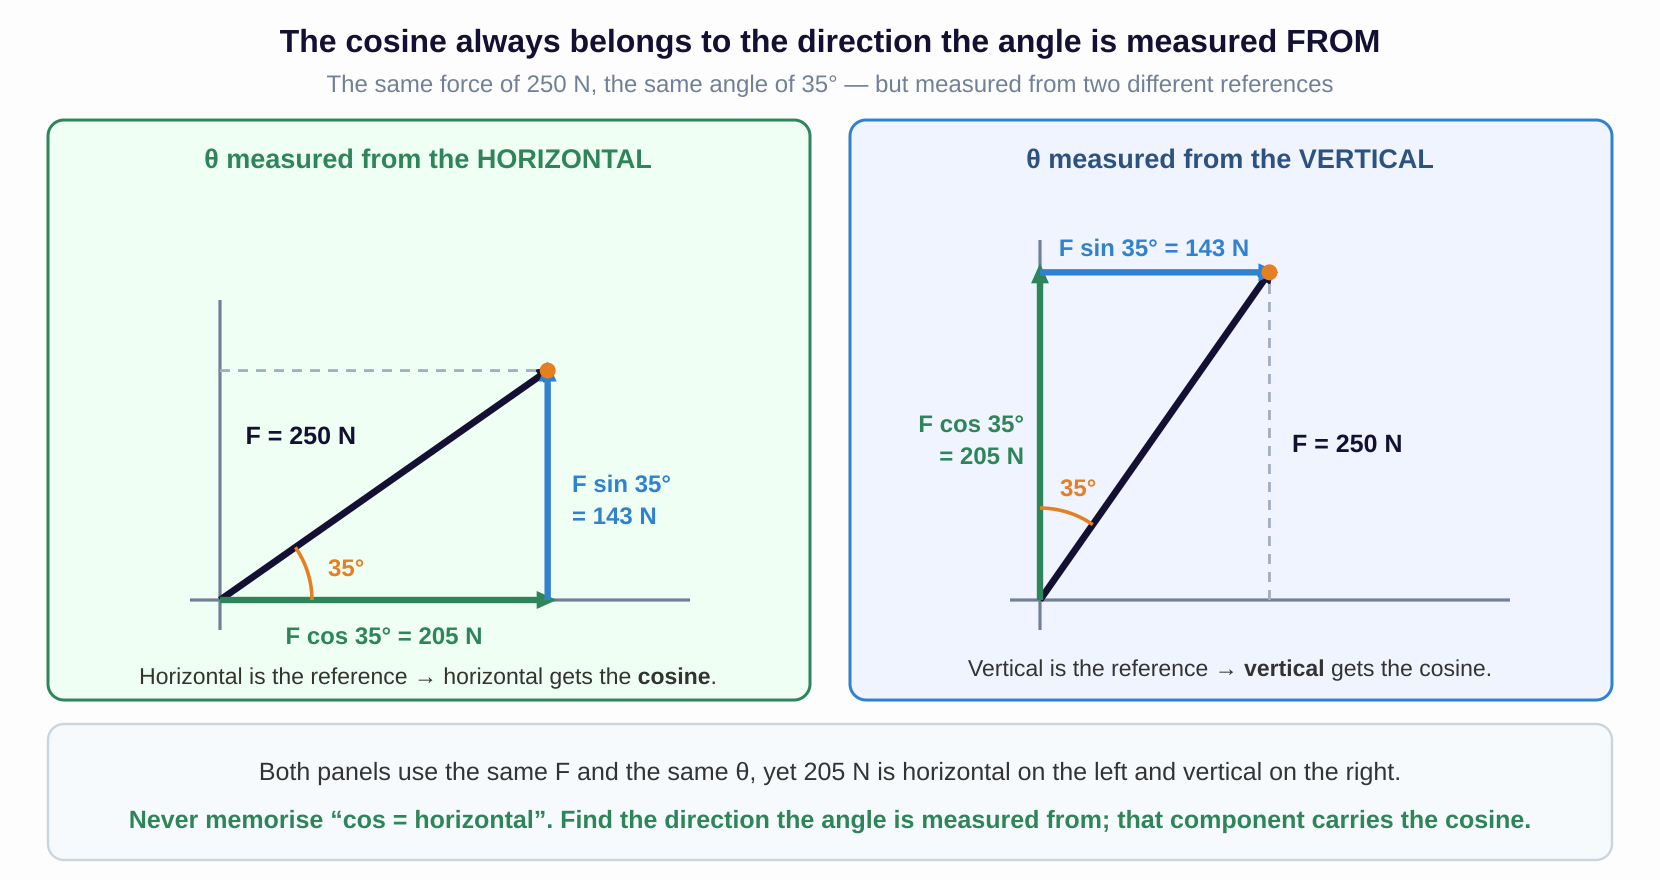 The cosine always belongs to the direction the angle is measured FROM
The same force of 250 N, the same angle of 35° — but measured from two different references
θ measured from the HORIZONTAL
F = 250 N
F sin 35°
= 143 N
35°
F cos 35° = 205 N
Horizontal is the reference → horizontal gets the cosine.
θ measured from the VERTICAL
F sin 35° = 143 N
F cos 35°
= 205 N
F = 250 N
35°
Vertical is the reference → vertical gets the cosine.
Both panels use the same F and the same θ, yet 205 N is horizontal on the left and vertical on the right.
Never memorise “cos = horizontal”. Find the direction the angle is measured from; that component carries the cosine.